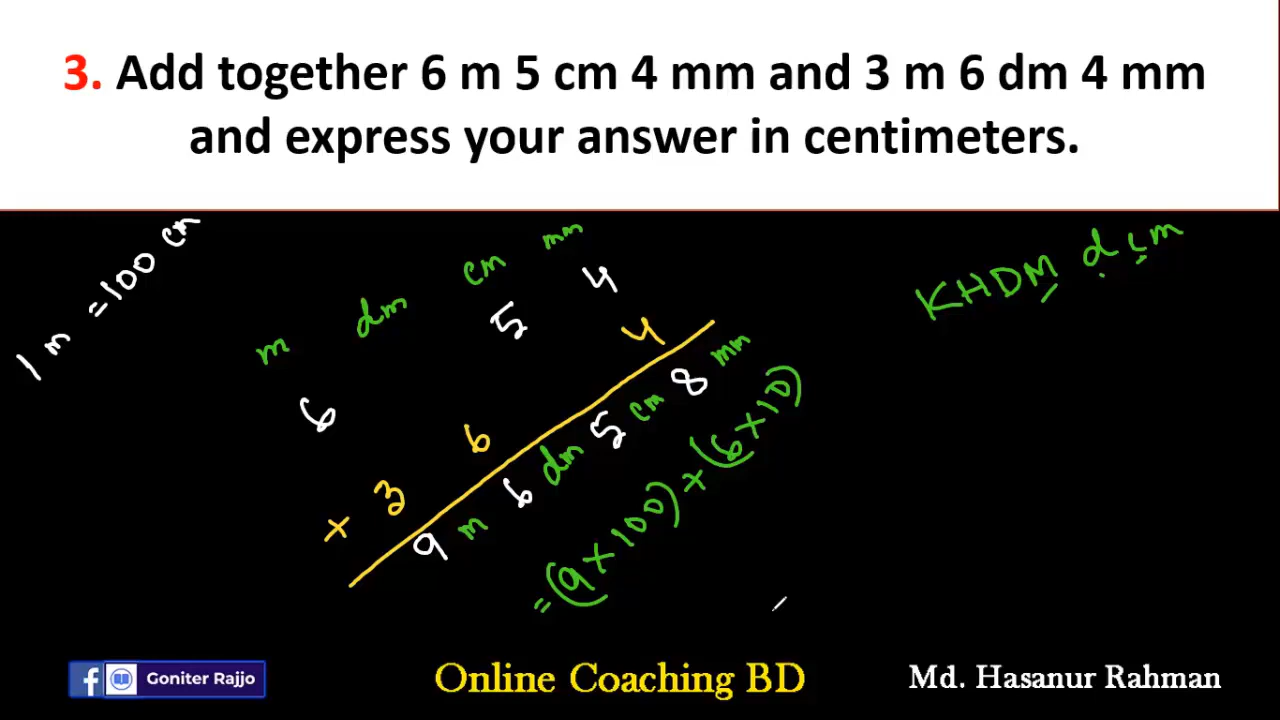 3. Add together 6 m 5 cm 4 mm and 3 m 6 dm 4 mm
and express your answer in centimeters.
1 m = 100 cm
KHDM dcm
m dm cm mm
6 5 4
+ 3 6 4
9 m 6 dm 5 cm 8 mm
= (9 × 100) + (6 × 10)
f Goniter Rajjo
Online Coaching BD
Md. Hasanur Rahman